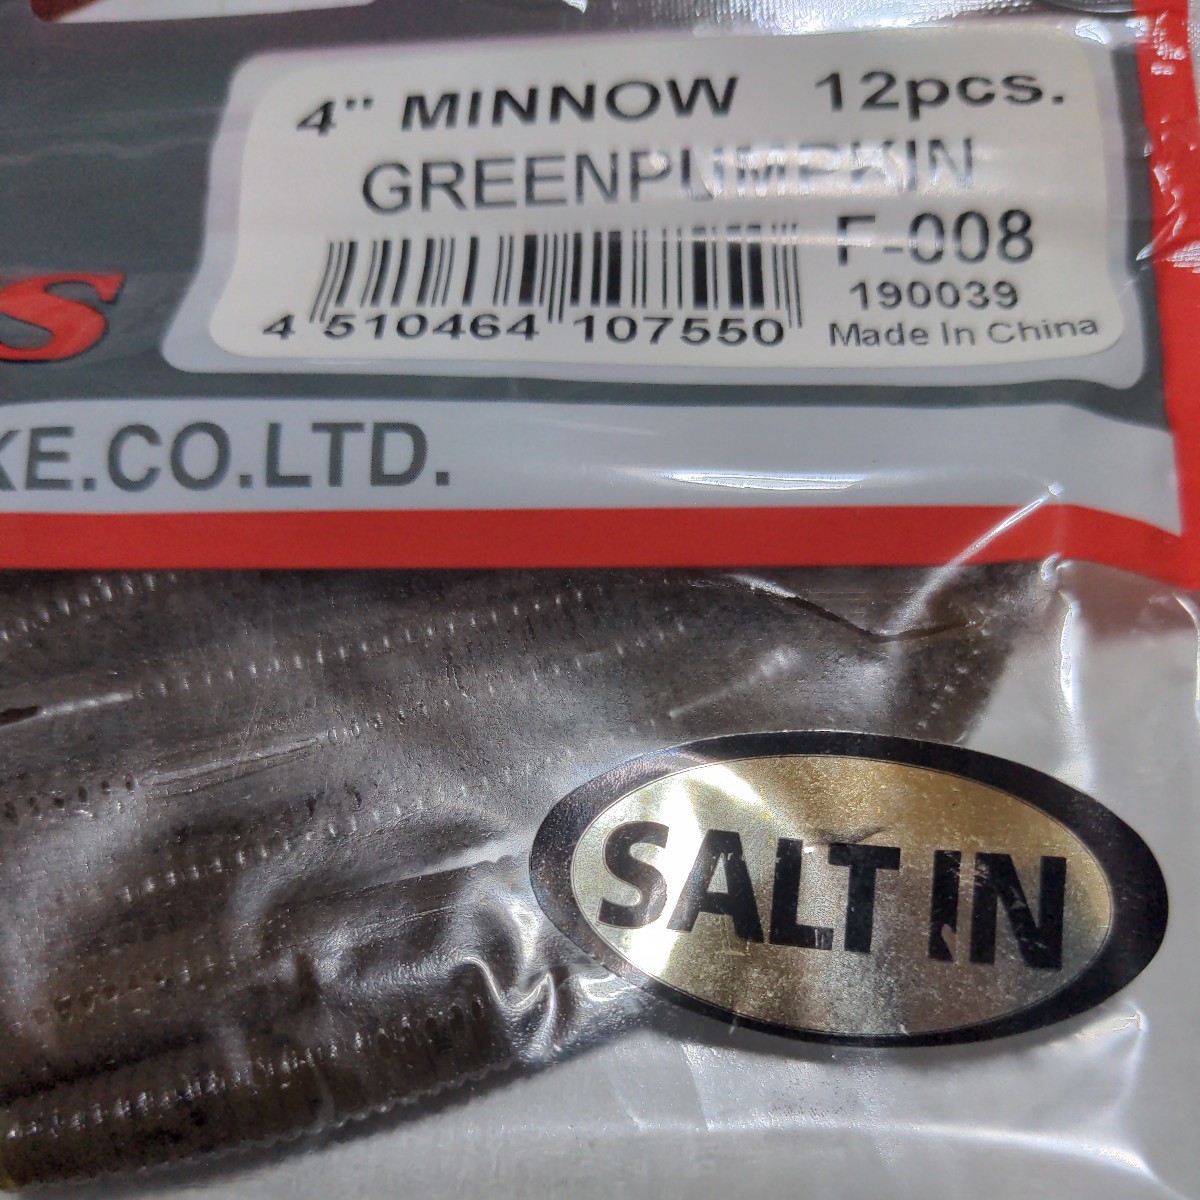 4" MINNOW 12pcs.
GREENPUMPKIN
F-008
190039
4 510464 107550
Made In China
S
KE.CO.LTD.
SALT IN